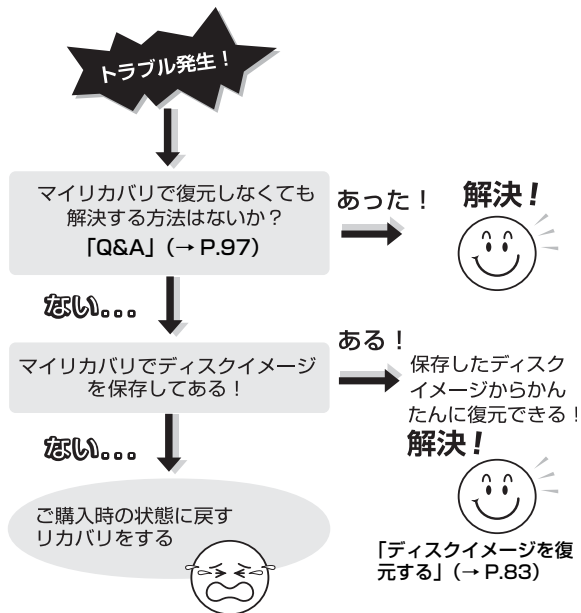 トラブル発生！
マイリカバリで復元しなくても
解決する方法はないか？
「Q&A」（→ P.97）
あった！
解決！
ない...
マイリカバリでディスクイメージ
を保存してある！
ある！
保存したディスク
イメージからかん
たんに復元できる！
解決！
「ディスクイメージを復
元する」（→ P.83）
ない...
ご購入時の状態に戻す
リカバリをする